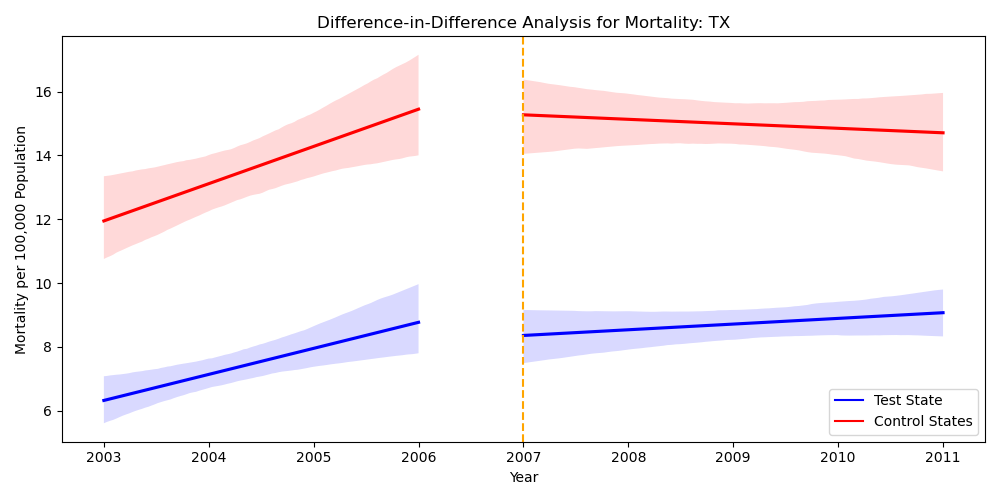 Difference-in-Difference Analysis for Mortality: TX
Mortality per 100,000 Population
16
14
12
10
8
6
2003 2004 2005 2006 2007 2008 2009 2010 2011
Year
Test State
Control States